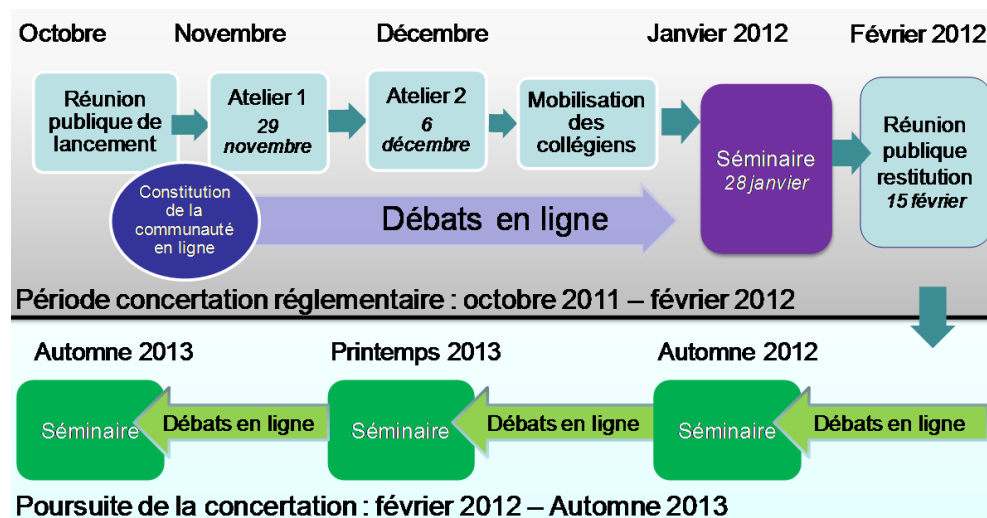 Octobre Novembre Décembre Janvier 2012 Février 2012
Réunion
publique de
lancement
Atelier 1
29
novembre
Atelier 2
6
décembre
Mobilisation
des
collégiens
Séminaire
28 janvier
Réunion
publique
restitution
15 février
Constitution
de la
communauté
en ligne
Débats en ligne
Période concertation réglementaire : octobre 2011 – février 2012
Automne 2013 Printemps 2013 Automne 2012
Séminaire Débats en ligne Séminaire Débats en ligne Séminaire Débats en ligne
Poursuite de la concertation : février 2012 – Automne 2013